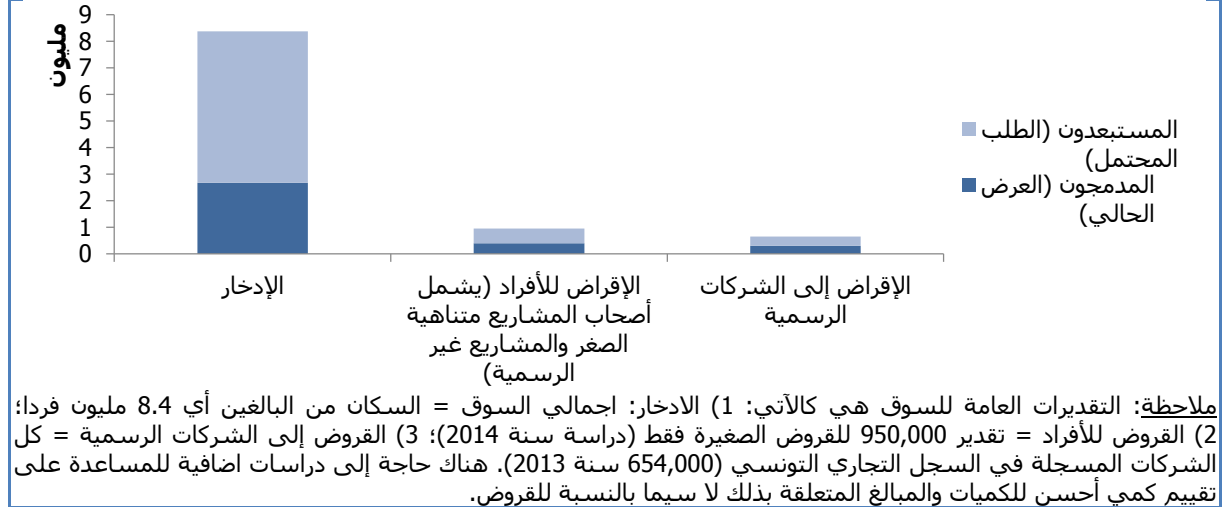 مليون
9
8
7
6
5
4
3
2
1
0
المستبعدون (الطلب
المحتمل)
المدمجون (العرض
الحالي)
الإدخار
الإقراض للأفراد (يشمل
أصحاب المشاريع متناهية
الصغر والمشاريع غير
الرسمية)
الإقراض إلى الشركات
الرسمية
ملاحظة: التقديرات العامة للسوق هي كالآتي: 1) الادخار: اجمالي السوق = السكان من البالغين أي 8.4 مليون فردا؛
2) القروض للأفراد = تقدير 950,000 للقروض الصغيرة فقط (دراسة سنة 2014)؛ 3) القروض إلى الشركات الرسمية = كل
الشركات المسجلة في السجل التجاري التونسي (654,000 سنة 2013). هناك حاجة إلى دراسات اضافية للمساعدة على
تقييم كمي أحسن للكميات والمبالغ المتعلقة بذلك لا سيما بالنسبة للقروض.